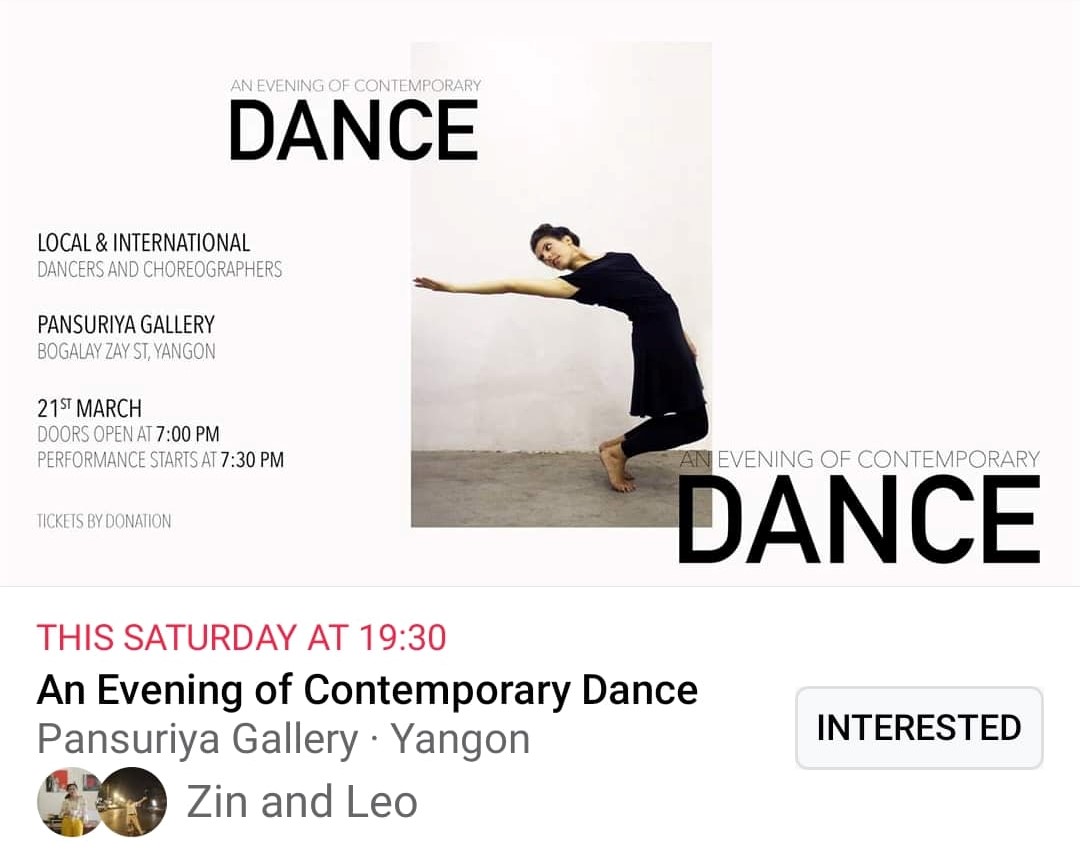 AN EVENING OF CONTEMPORARY
DANCE
LOCAL & INTERNATIONAL
DANCERS AND CHOREOGRAPHERS
PANSURIYA GALLERY
BOGALAY ZAY ST, YANGON
21ST MARCH
DOORS OPEN AT 7:00 PM
PERFORMANCE STARTS AT 7:30 PM
TICKETS BY DONATION
AN EVENING OF CONTEMPORARY
DANCE
THIS SATURDAY AT 19:30
An Evening of Contemporary Dance
Pansuriya Gallery · Yangon
INTERESTED
Zin and Leo